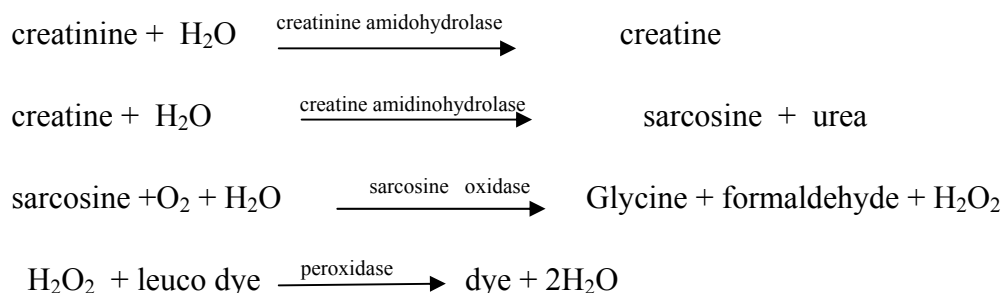 creatinine + H₂O creatinine amidohydrolase creatine
creatine + H₂O creatine amidinohydrolase sarcosine + urea
sarcosine +O₂ + H₂O sarcosine oxidase Glycine + formaldehyde + H₂O₂
H₂O₂ + leuco dye peroxidase dye + 2H₂O